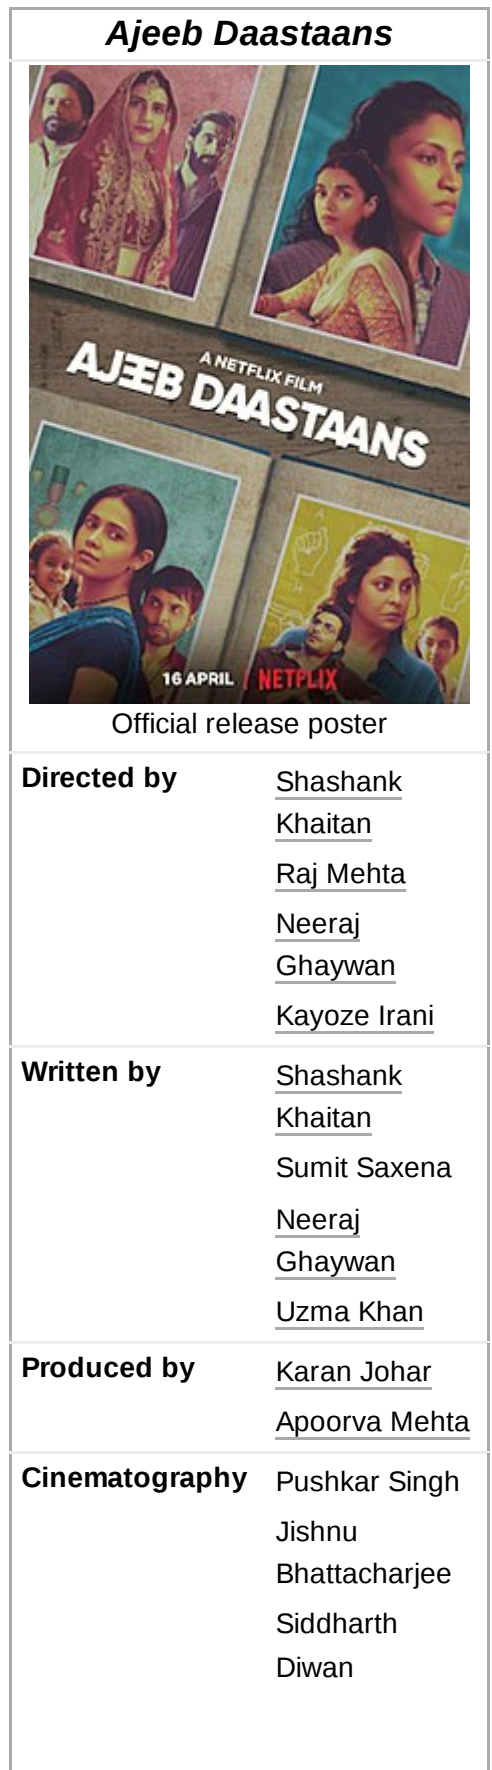 Ajeeb Daastaans
A NETFLIX FILM
AJEEB DAASTAANS
A
16 APRIL | NETFLIX
Official release poster
Directed by
Shashank
Khaitan
Raj Mehta
Neeraj
Ghaywan
Kayoze Irani
Written by
Shashank
Khaitan
Sumit Saxena
Neeraj
Ghaywan
Uzma Khan
Produced by
Karan Johar
Apoorva Mehta
Cinematography
Pushkar Singh
Jishnu
Bhattacharjee
Siddharth
Diwan